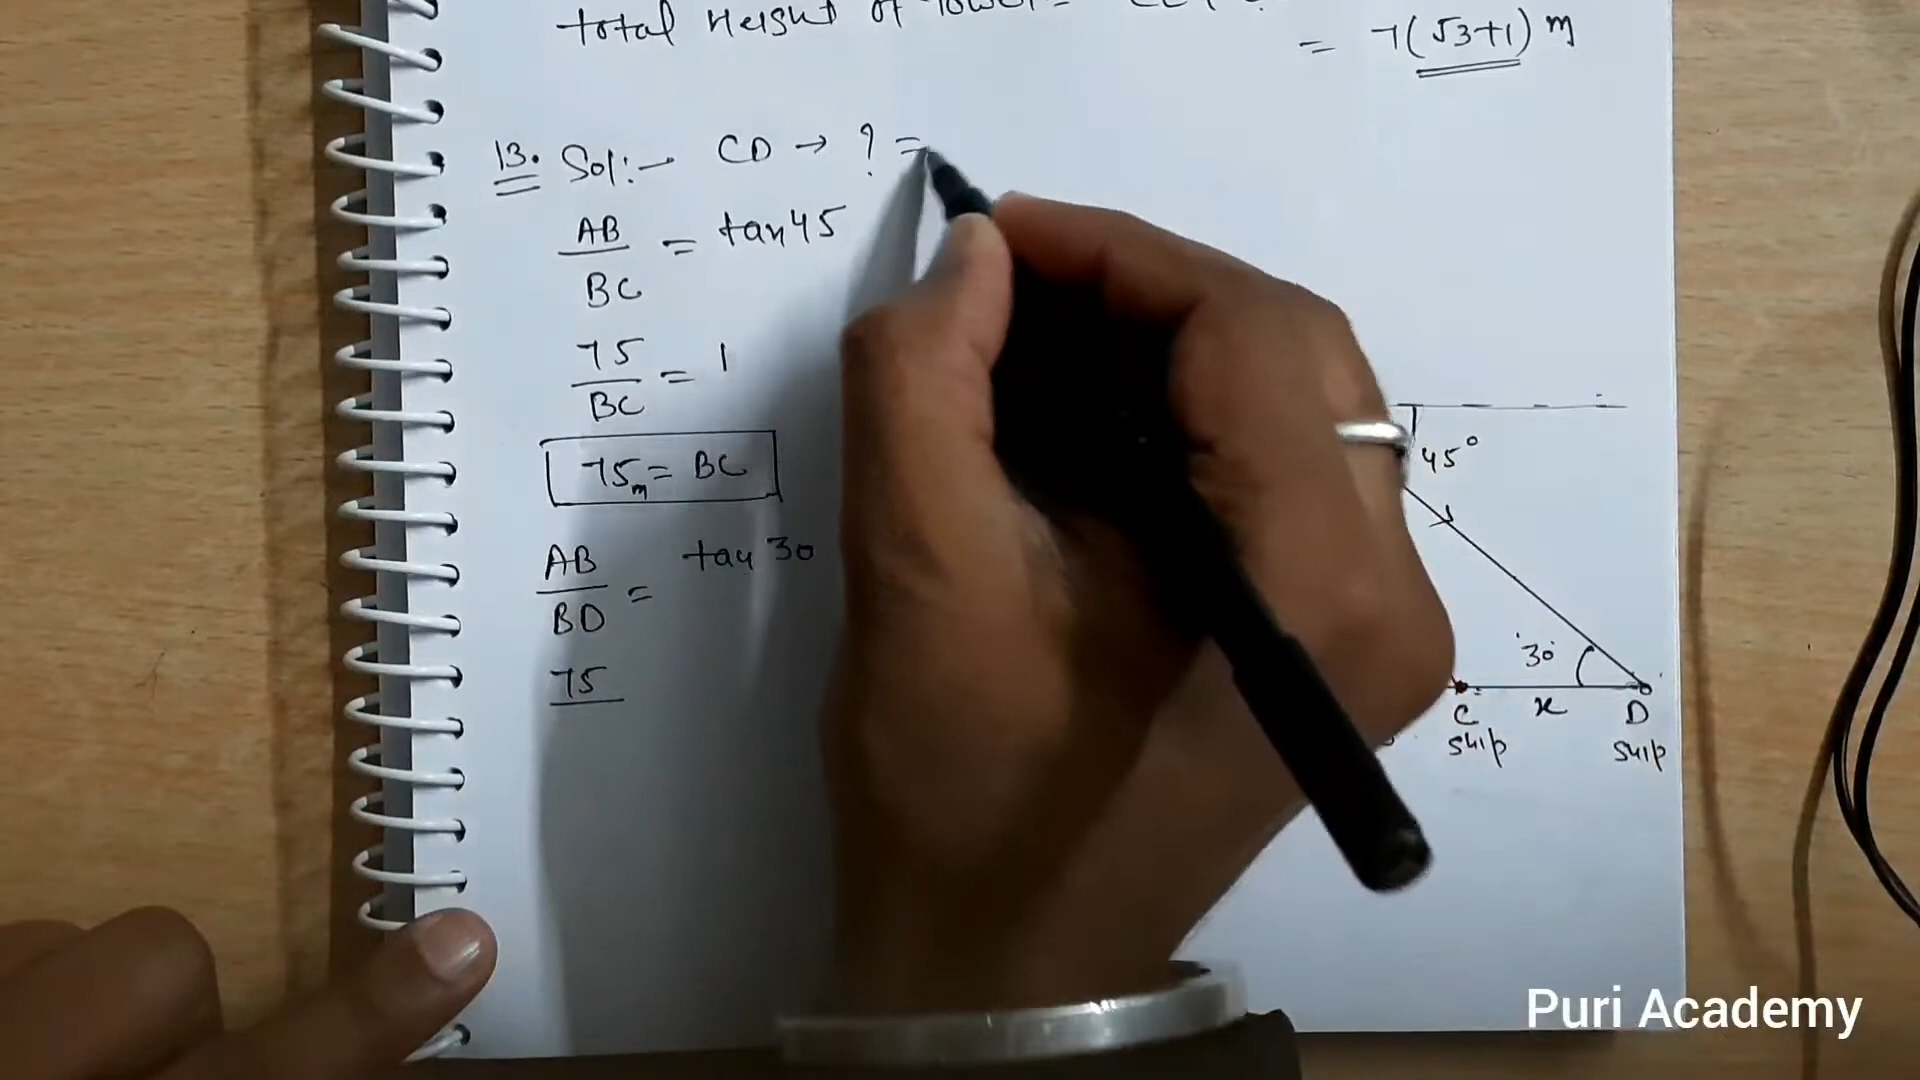 total Height of Tower =
= 7(√3+1) m
13. Sol:- CD → ? =
AB/BC = tan45
75/BC = 1
75m = BC
AB/BD = tan 30
75
45°
30
C x D
ship ship
Puri Academy